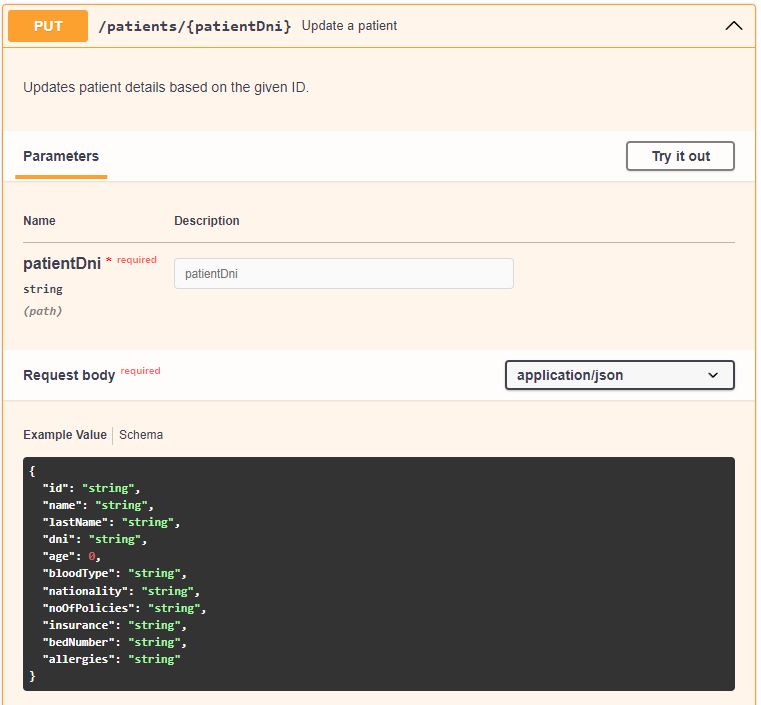 PUT /patients/{patientDni} Update a patient
Updates patient details based on the given ID.
Parameters Try it out
Name Description
patientDni * required patientDni
string
(path)
Request body required application/json
Example Value Schema
{
"id": "string",
"name": "string",
"lastName": "string",
"dni": "string",
"age": 0,
"bloodType": "string",
"nationality": "string",
"noOfPolicies": "string",
"insurance": "string",
"bedNumber": "string",
"allergies": "string"
}